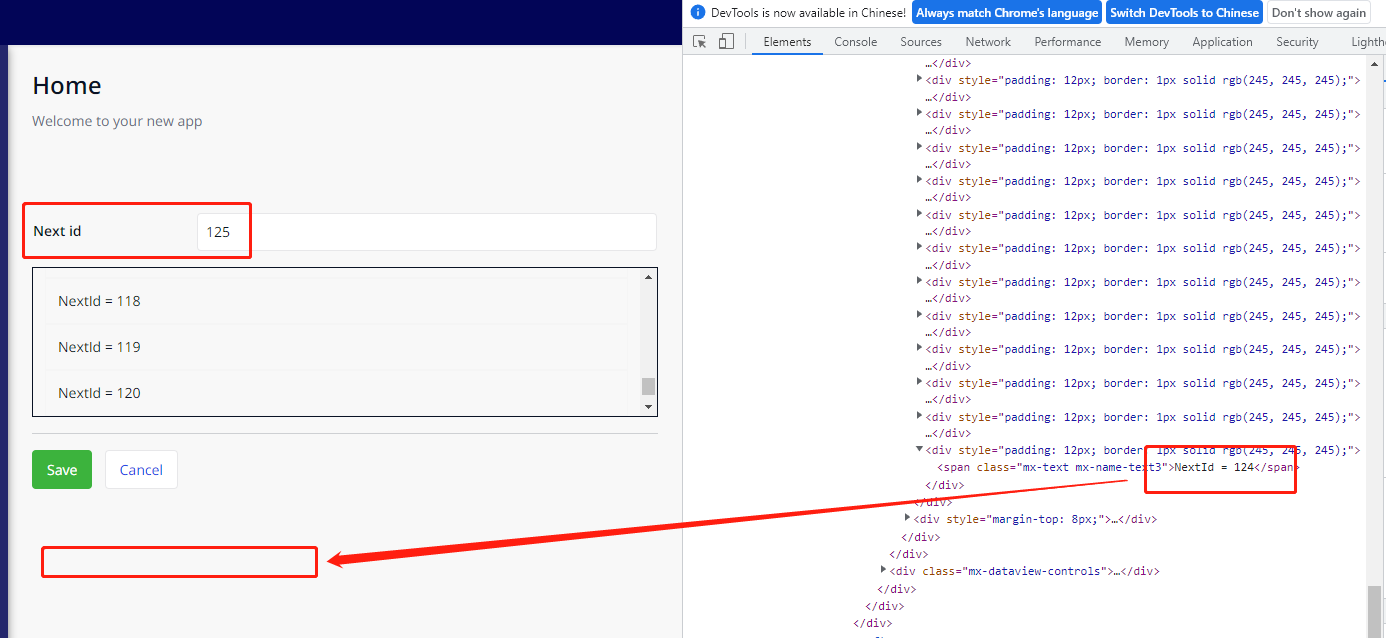 DevTools is now available in Chinese! Always match Chrome's language Switch DevTools to Chinese Don't show again
Elements Console Sources Network Performance Memory Application Security Lighth
Home
Welcome to your new app
Next id 125
NextId = 118
NextId = 119
NextId = 120
Save Cancel
…</div>
<div style="padding: 12px; border: 1px solid rgb(245, 245, 245);">
…</div>
<div style="padding: 12px; border: 1px solid rgb(245, 245, 245);">
…</div>
<div style="padding: 12px; border: 1px solid rgb(245, 245, 245);">
…</div>
<div style="padding: 12px; border: 1px solid rgb(245, 245, 245);">
…</div>
<div style="padding: 12px; border: 1px solid rgb(245, 245, 245);">
…</div>
<div style="padding: 12px; border: 1px solid rgb(245, 245, 245);">
…</div>
<div style="padding: 12px; border: 1px solid rgb(245, 245, 245);">
…</div>
<div style="padding: 12px; border: 1px solid rgb(245, 245, 245);">
…</div>
<div style="padding: 12px; border: 1px solid rgb(245, 245, 245);">
…</div>
<div style="padding: 12px; border: 1px solid rgb(245, 245, 245);">
…</div>
<div style="padding: 12px; border: 1px solid rgb(245, 245, 245);">
…</div>
<div style="padding: 12px; border: 1px solid rgb(245, 245, 245);">
<span class="mx-text mx-name-text3">NextId = 124</span>
</div>
</div>
<div style="margin-top: 8px;">…</div>
</div>
</div>
<div class="mx-dataview-controls">…</div>
</div>
</div>
</div>